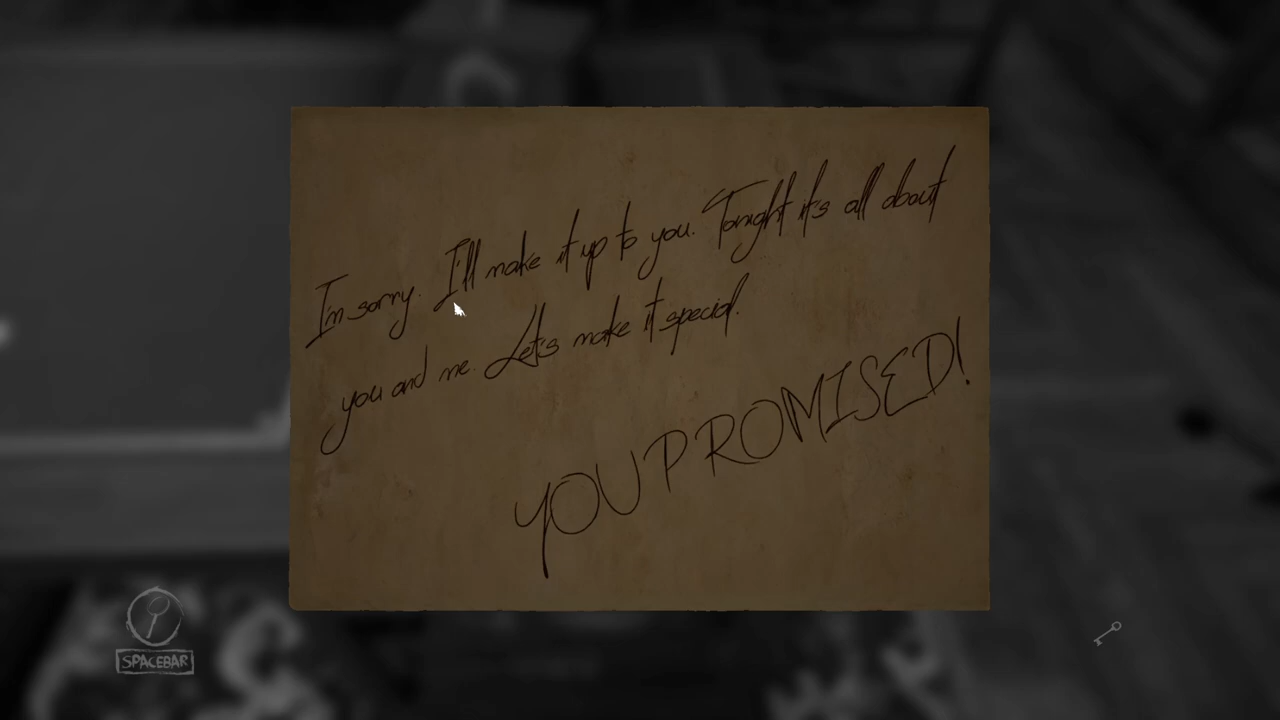 I'm sorry. I'll make it up to you. Tonight it's all about
you and me. Let's make it special.
YOU PROMISED!
SPACEBAR